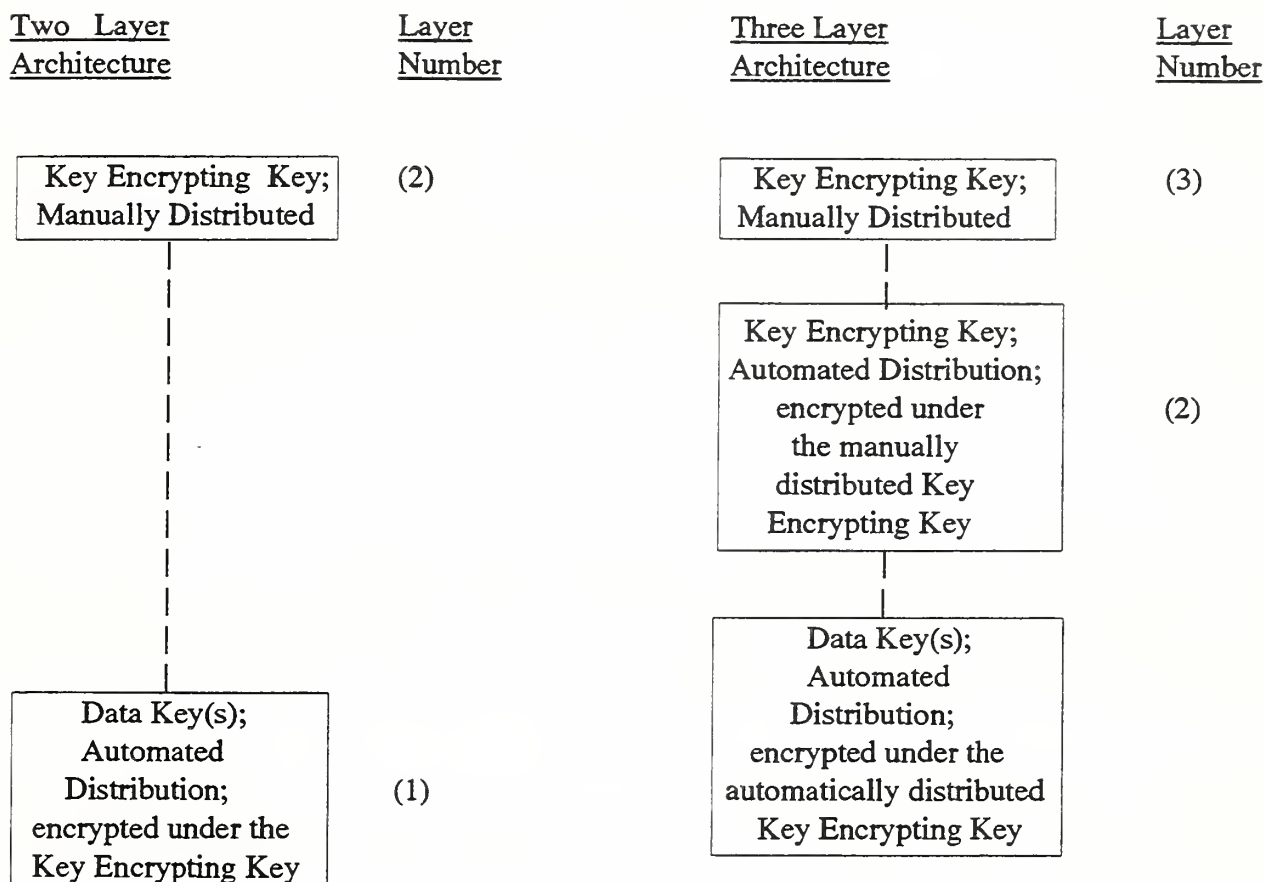 Two Layer
Architecture
Layer
Number
Three Layer
Architecture
Layer
Number
Key Encrypting Key;
Manually Distributed
(2)
Key Encrypting Key;
Manually Distributed
(3)
Key Encrypting Key;
Automated Distribution;
encrypted under
the manually
distributed Key
Encrypting Key
(2)
Data Key(s);
Automated
Distribution;
encrypted under the
Key Encrypting Key
(1)
Data Key(s);
Automated
Distribution;
encrypted under the
automatically distributed
Key Encrypting Key